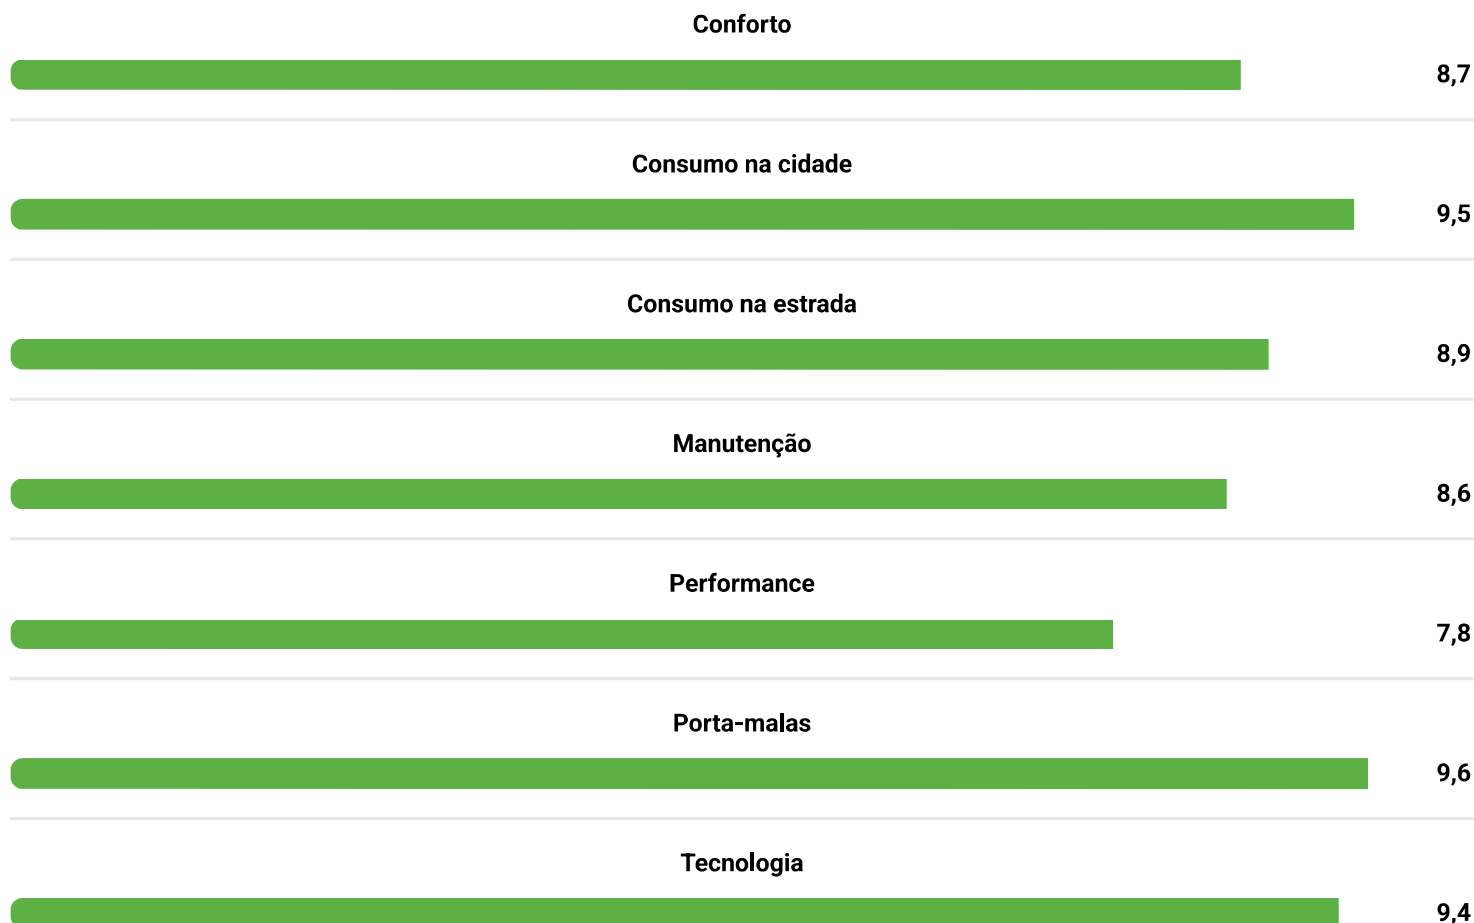 Conforto
8,7
Consumo na cidade
9,5
Consumo na estrada
8,9
Manutenção
8,6
Performance
7,8
Porta-malas
9,6
Tecnologia
9,4